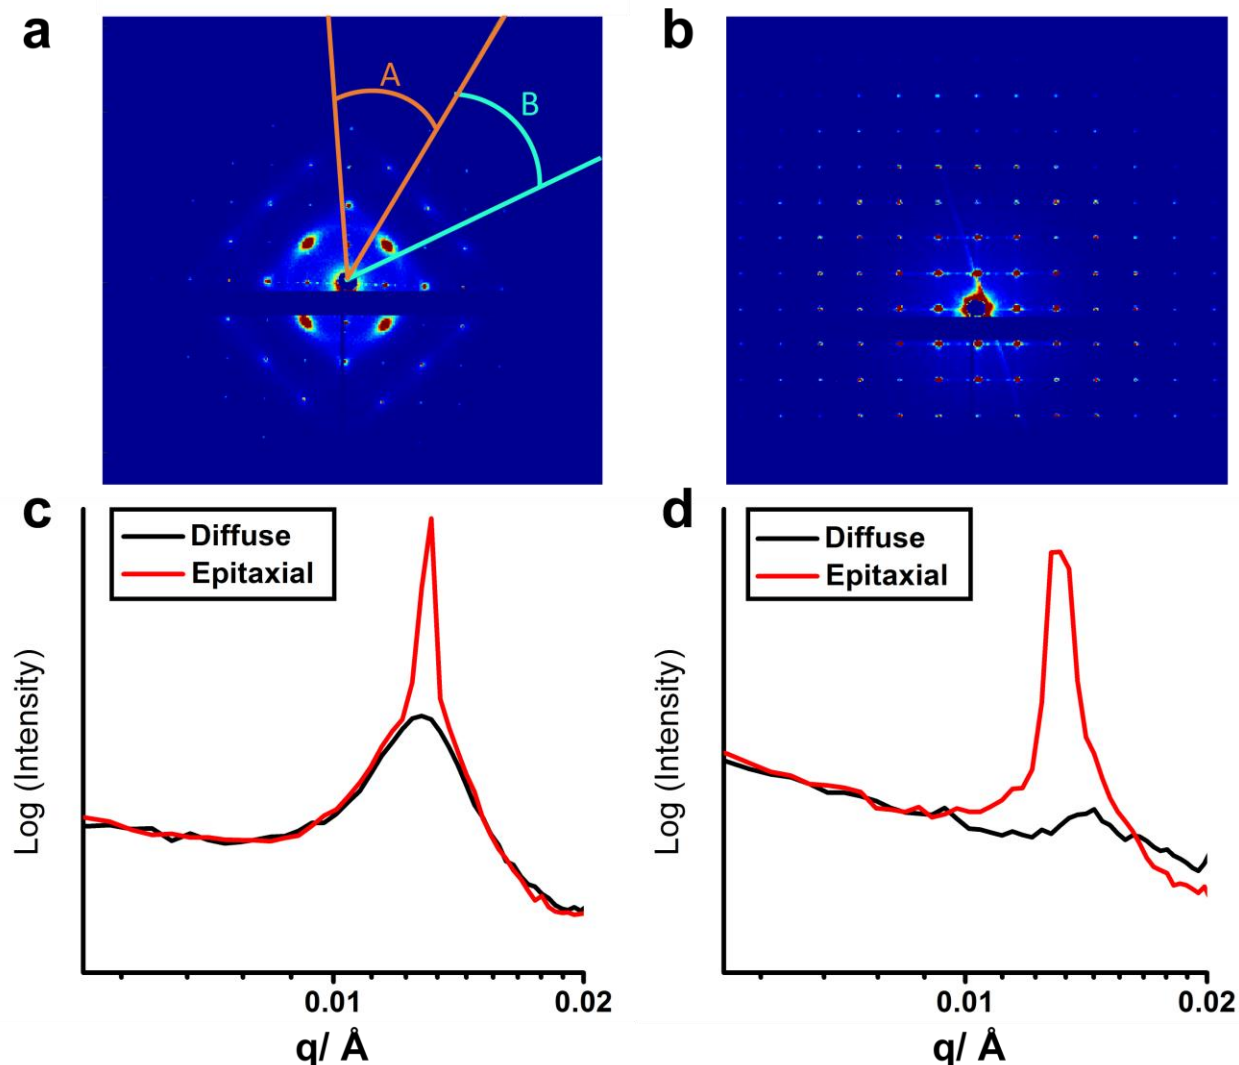 a
b
A
B
c
d
Diffuse
Epitaxial
Diffuse
Epitaxial
Log (Intensity)
Log (Intensity)
0.01
0.02
0.01
0.02
q/ Å
q/ Å